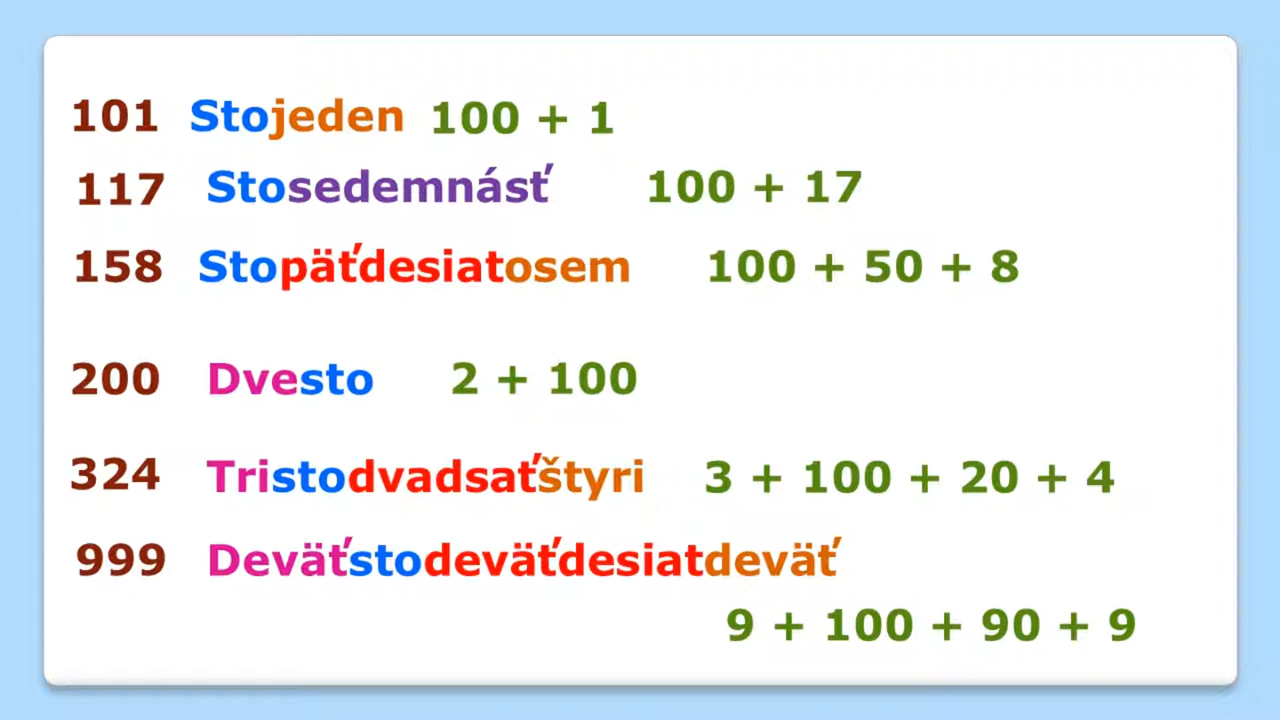 101 Stojeden 100 + 1
117 Stosedemnásť 100 + 17
158 Stopäťdesiatosem 100 + 50 + 8
200 Dvesto 2 + 100
324 Tristodvadsaťštyri 3 + 100 + 20 + 4
999 Deväťstodeväťdesiatdeväť
9 + 100 + 90 + 9